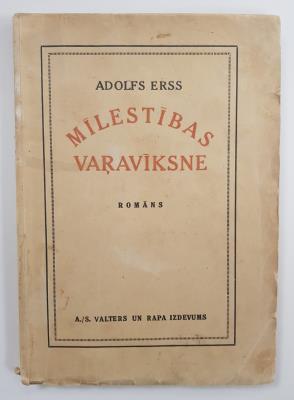 ADOLFS ERSS
MĪLESTĪBAS
VAŖAVĪKSNE
ROMĀNS
A./S. VALTERS UN RAPA IZDEVUMS